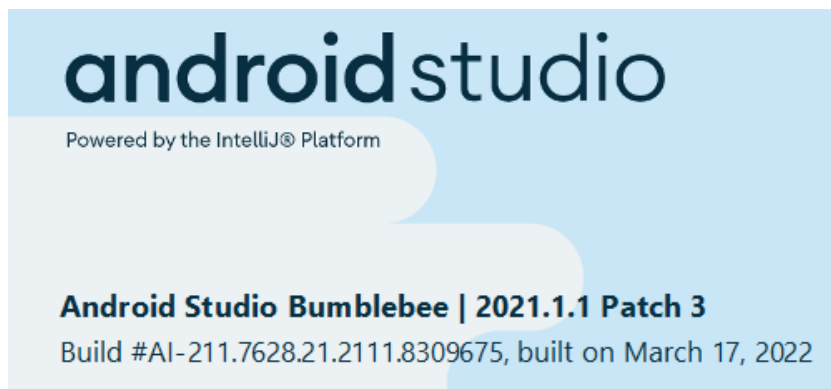 androidstudio
Powered by the IntelliJ® Platform
Android Studio Bumblebee | 2021.1.1 Patch 3
Build #AI-211.7628.21.2111.8309675, built on March 17, 2022